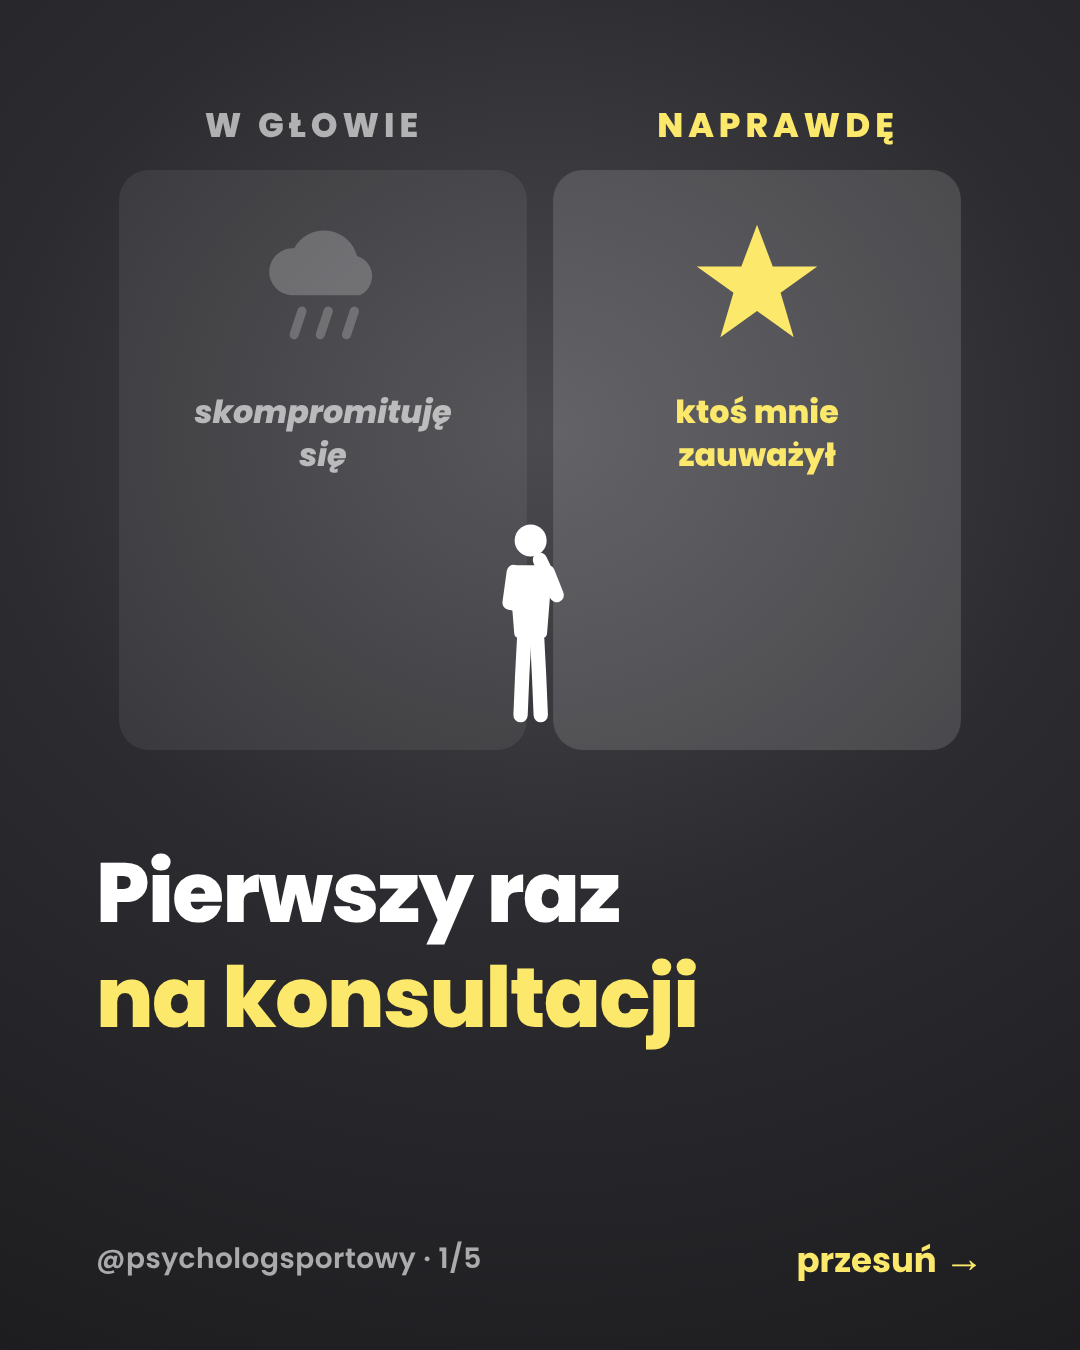 W GŁOWIE
NAPRAWDĘ
skompromituję
się
ktoś mnie
zauważył
Pierwszy raz
na konsultacji
@psychologsportowy · 1/5
przesuń →